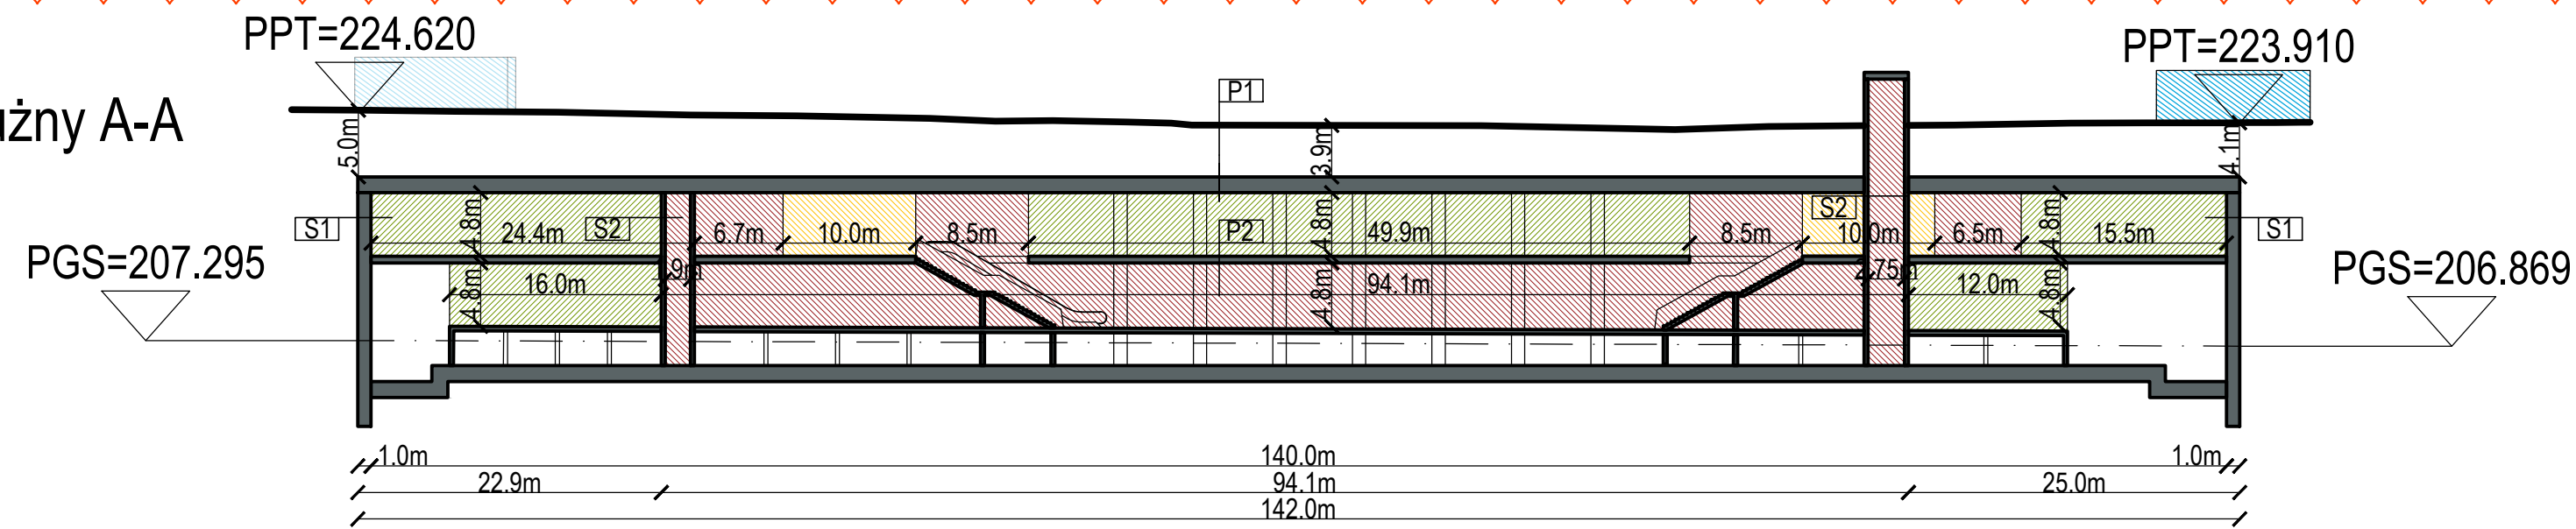 PPT=224.620
PPT=223.910
P1
użny A-A
5.0m
3.9m
4.1m
S1
24.4m
4.8m
S2
6.7m
10.0m
8.5m
P2
4.8m
49.9m
8.5m
S2
10.0m
6.5m
4.8m
15.5m
S1
PGS=207.295
PGS=206.869
4.8m
16.0m
4.8m
94.1m
2.75m
12.0m
4.8m
1.0m
140.0m
1.0m
22.9m
94.1m
25.0m
142.0m